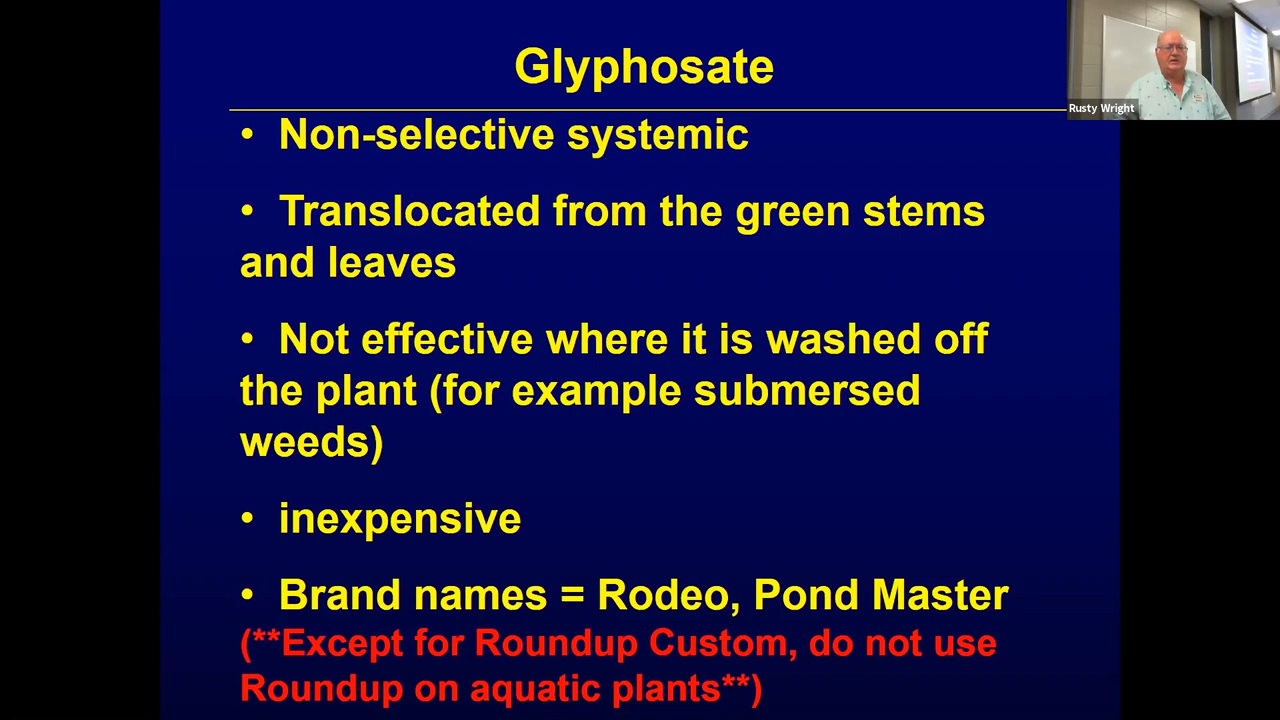 Glyphosate
Rusty Wright
• Non-selective systemic
• Translocated from the green stems
and leaves
• Not effective where it is washed off
the plant (for example submersed
weeds)
• inexpensive
• Brand names = Rodeo, Pond Master
(**Except for Roundup Custom, do not use
Roundup on aquatic plants**)